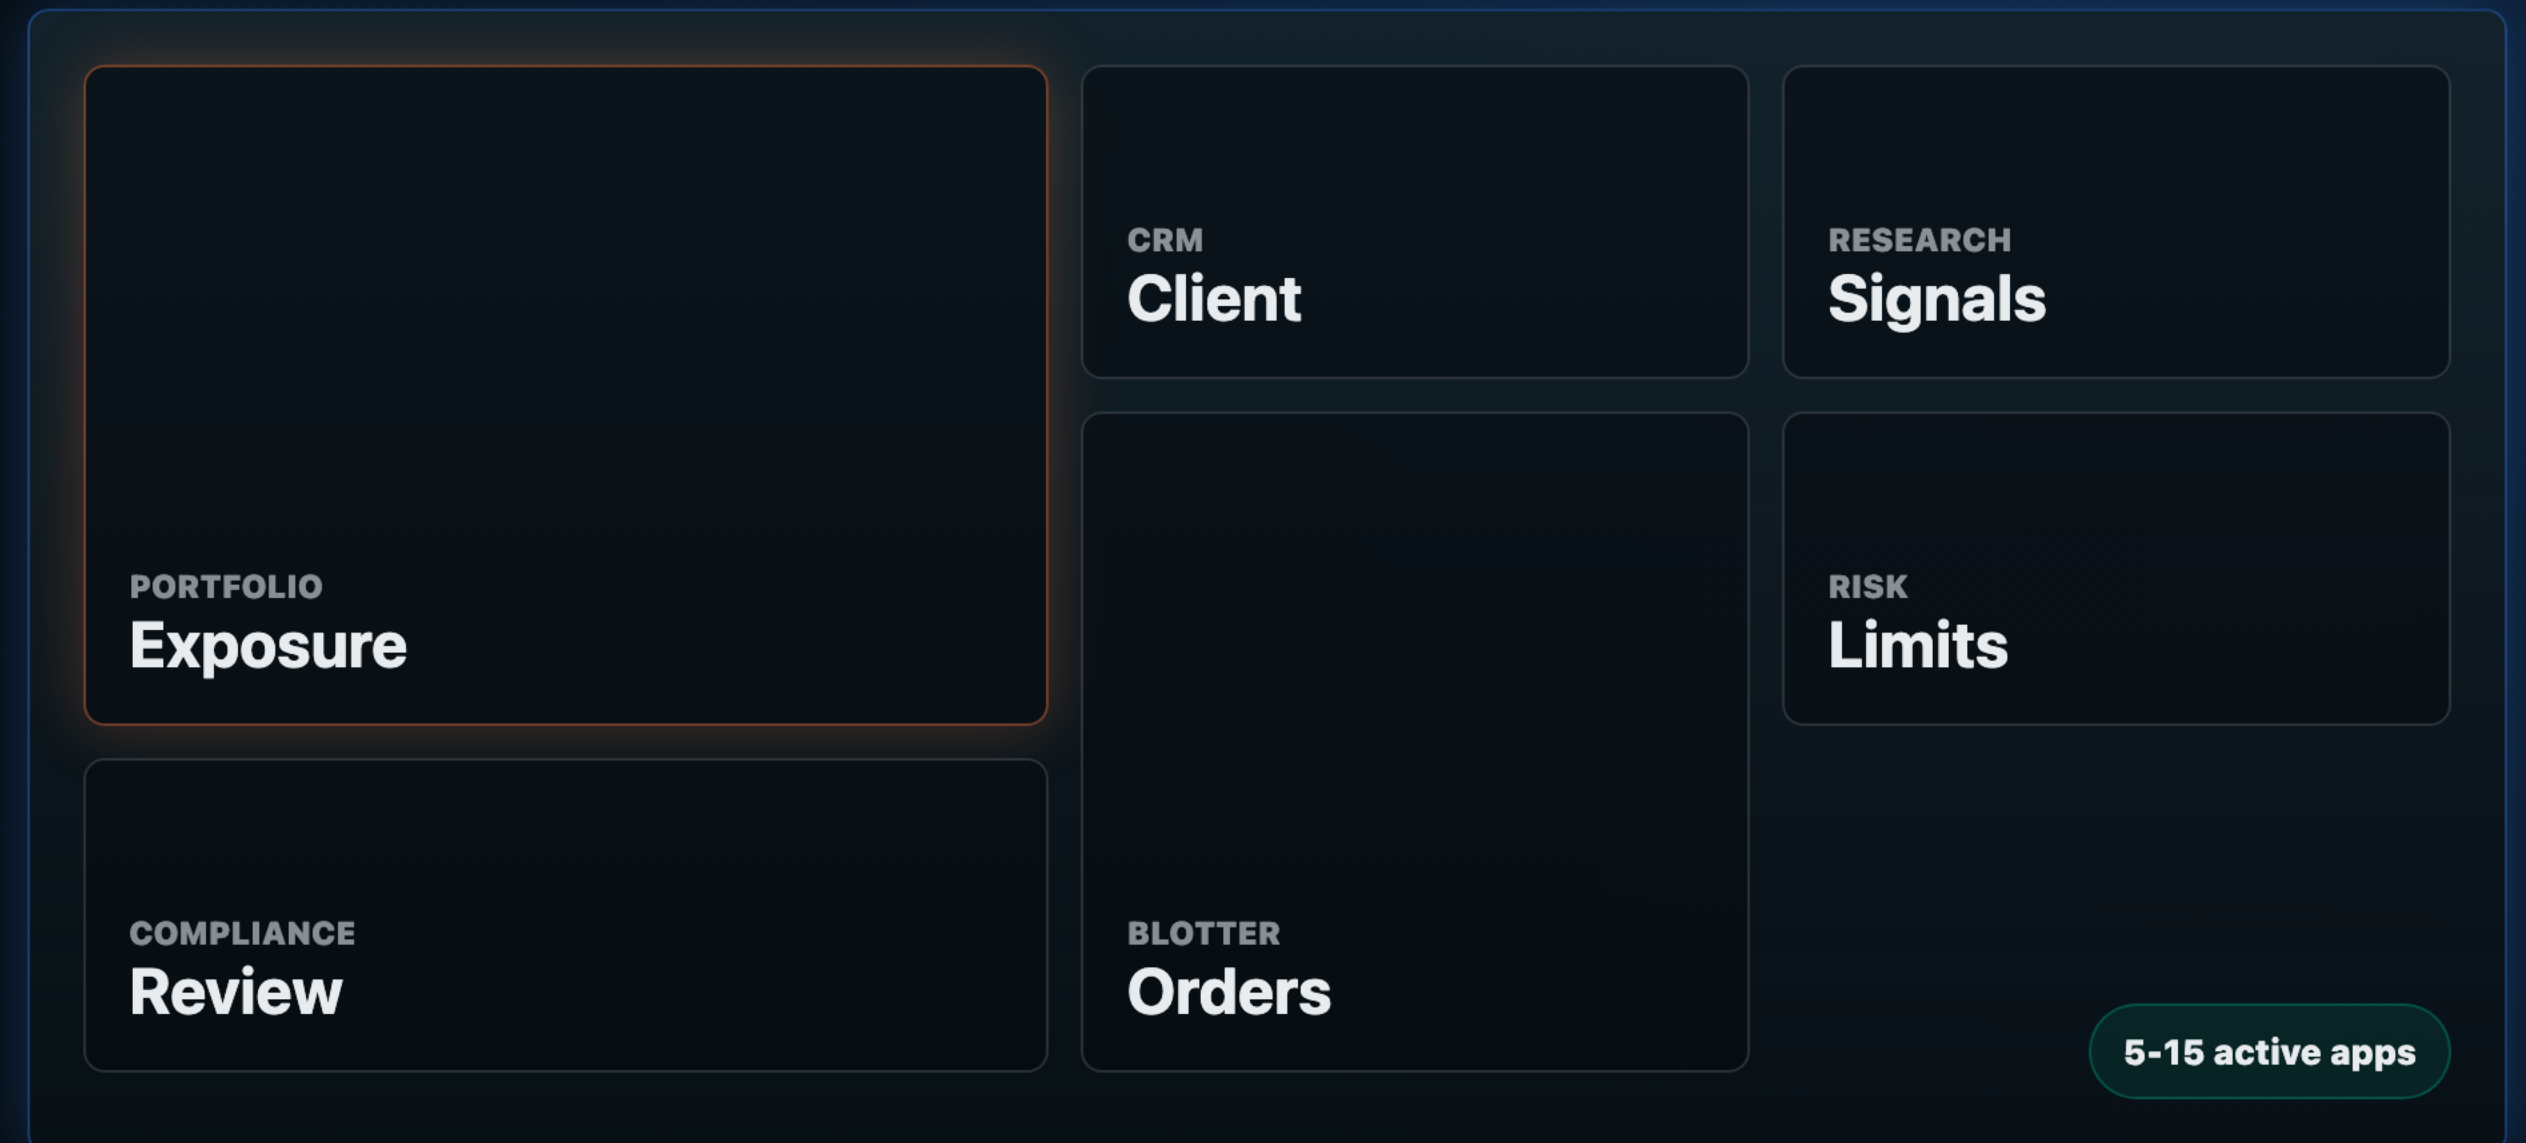 CRM
Client
RESEARCH
Signals
PORTFOLIO
Exposure
RISK
Limits
COMPLIANCE
Review
BLOTTER
Orders
5-15 active apps